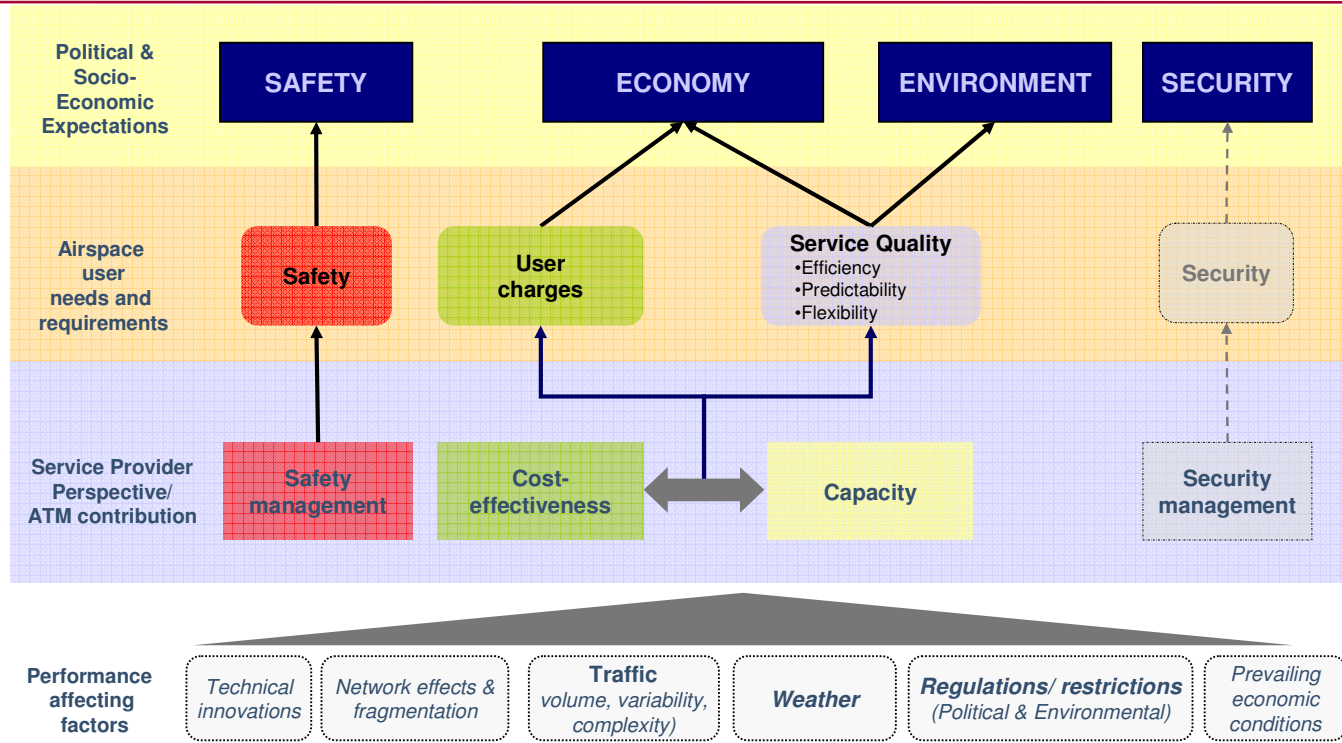 Political &
Socio-
Economic
Expectations
SAFETY
ECONOMY
ENVIRONMENT
SECURITY
Airspace
user
needs and
requirements
Safety
User
charges
Service Quality
•Efficiency
•Predictability
•Flexibility
Security
Service Provider
Perspective/
ATM contribution
Safety
management
Cost-
effectiveness
Capacity
Security
management
Performance
affecting
factors
Technical
innovations
Network effects &
fragmentation
Traffic
volume, variability,
complexity)
Weather
Regulations/ restrictions
(Political & Environmental)
Prevailing
economic
conditions